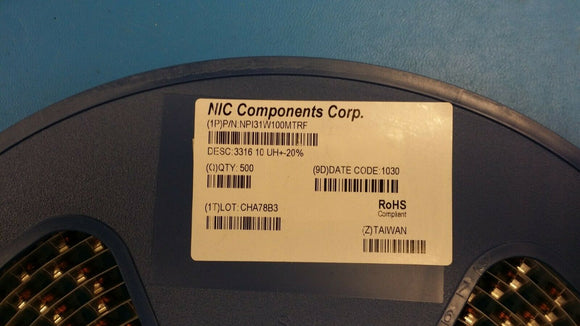 NIC Components Corp.
(1P)P/N:NPI31W100MTRF
DESC:3316 10 UH+-20%
(Q)QTY: 500
(9D)DATE CODE:1030
(1T)LOT: CHA78B3
RoHS
Compliant
(Z)TAIWAN